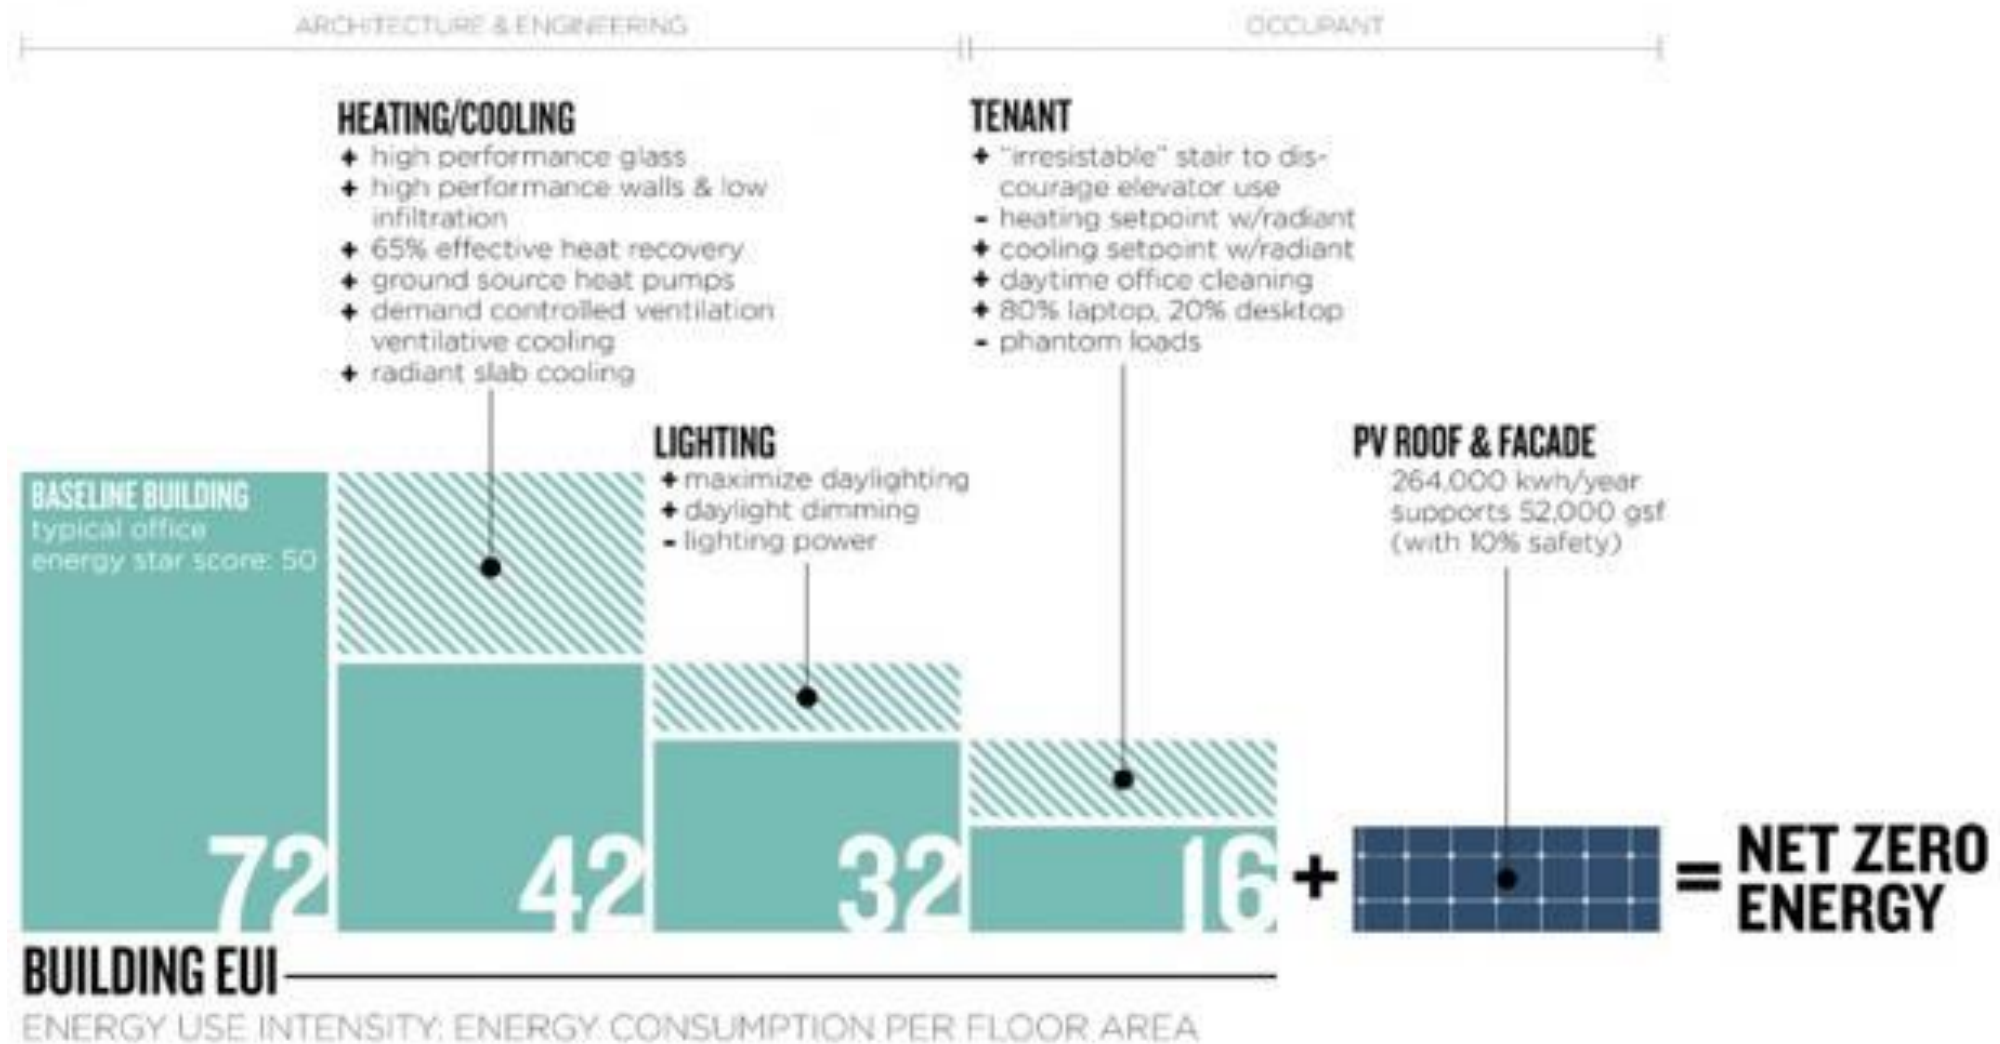 ARCHITECTURE & ENGINEERING
OCCUPANT
HEATING/COOLING
+ high performance glass
+ high performance walls & low
infiltration
+ 65% effective heat recovery
+ ground source heat pumps
+ demand controlled ventilation
ventilative cooling
+ radiant slab cooling
TENANT
+ "irresistable" stair to dis-
courage elevator use
- heating setpoint w/radiant
+ cooling setpoint w/radiant
+ daytime office cleaning
+ 80% laptop, 20% desktop
- phantom loads
LIGHTING
+ maximize daylighting
+ daylight dimming
- lighting power
PV ROOF & FACADE
264,000 kwh/year
supports 52,000 gsf
(with 10% safety)
BASELINE BUILDING
typical office
energy star score: 50
72
42
32
16
+
=
NET ZERO
ENERGY
BUILDING EUI
ENERGY USE INTENSITY: ENERGY CONSUMPTION PER FLOOR AREA